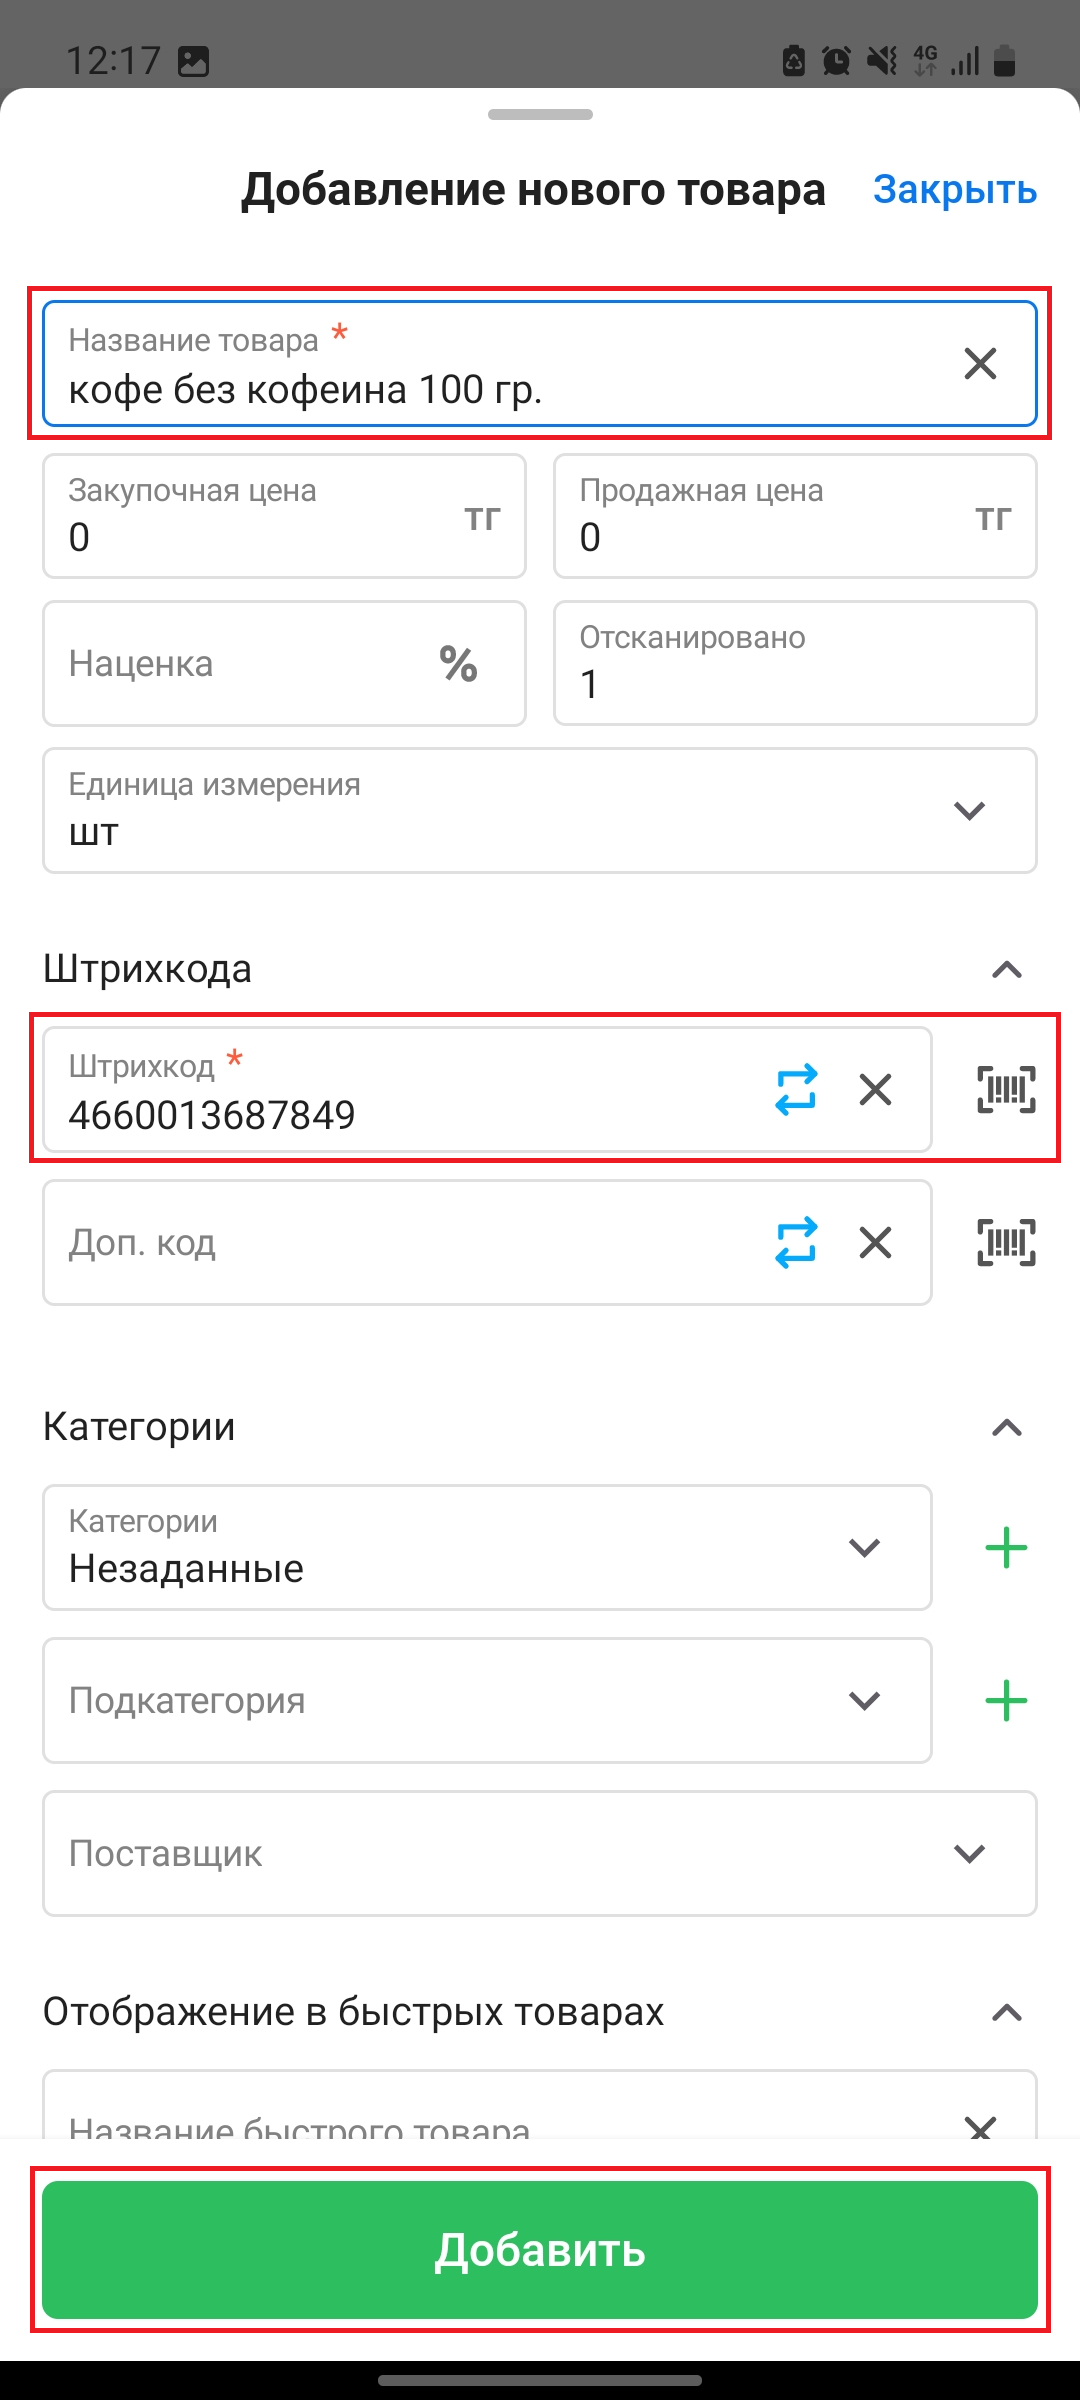 12:17 4G
Добавление нового товара Закрыть
Название товара *
кофе без кофеина 100 гр.
Закупочная цена Продажная цена
0 тг 0 тг
Наценка % Отсканировано
1
Единица измерения
шт
Штрихкода
Штрихкод *
4660013687849
Доп. код
Категории
Категории
Незаданные
Подкатегория
Поставщик
Отображение в быстрых товарах
Название быстрого товара
Добавить